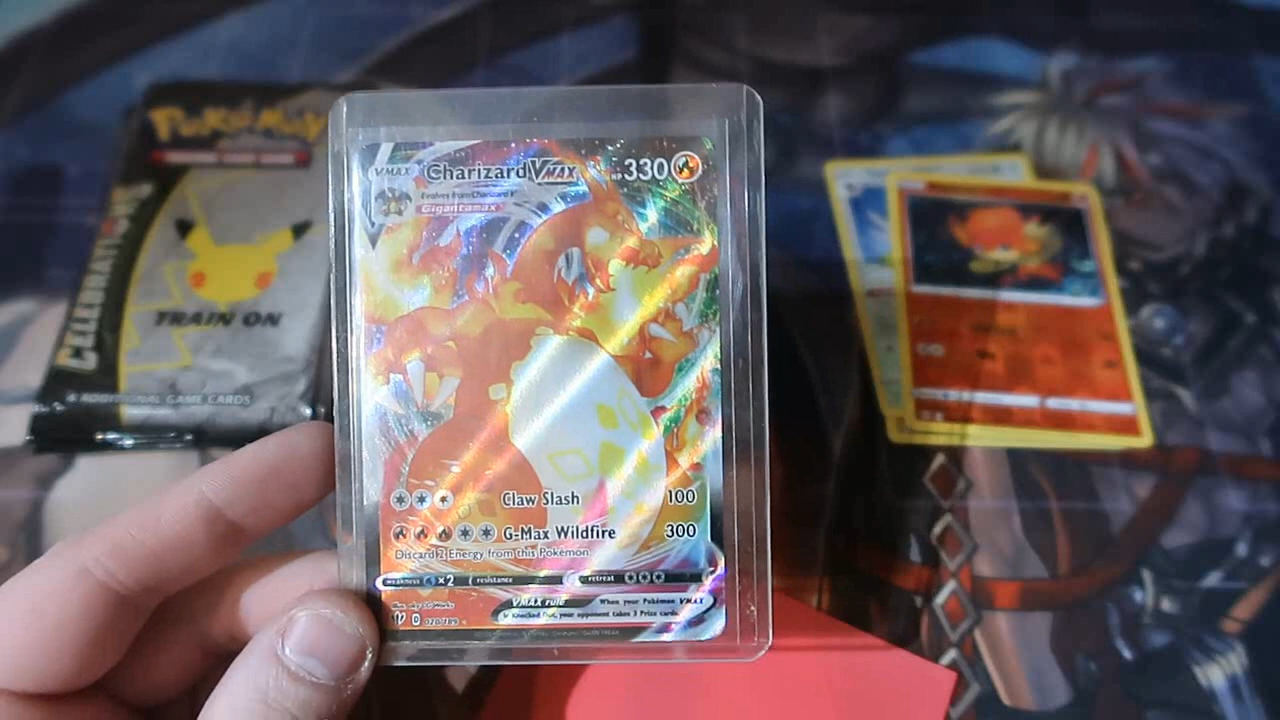 Pokémon
CELEBRATIONS
TRAIN ON
4 ADDITIONAL GAME CARDS
VMAX
Charizard VMAX
330
Evolves from Charizard V
Gigantamax
Claw Slash 100
G-Max Wildfire 300
Discard 2 Energy from this Pokémon.
weakness ×2 resistance retreat
VMAX rule When your Pokémon VMAX
is Knocked Out, your opponent takes 3 Prize cards.
D 020/189